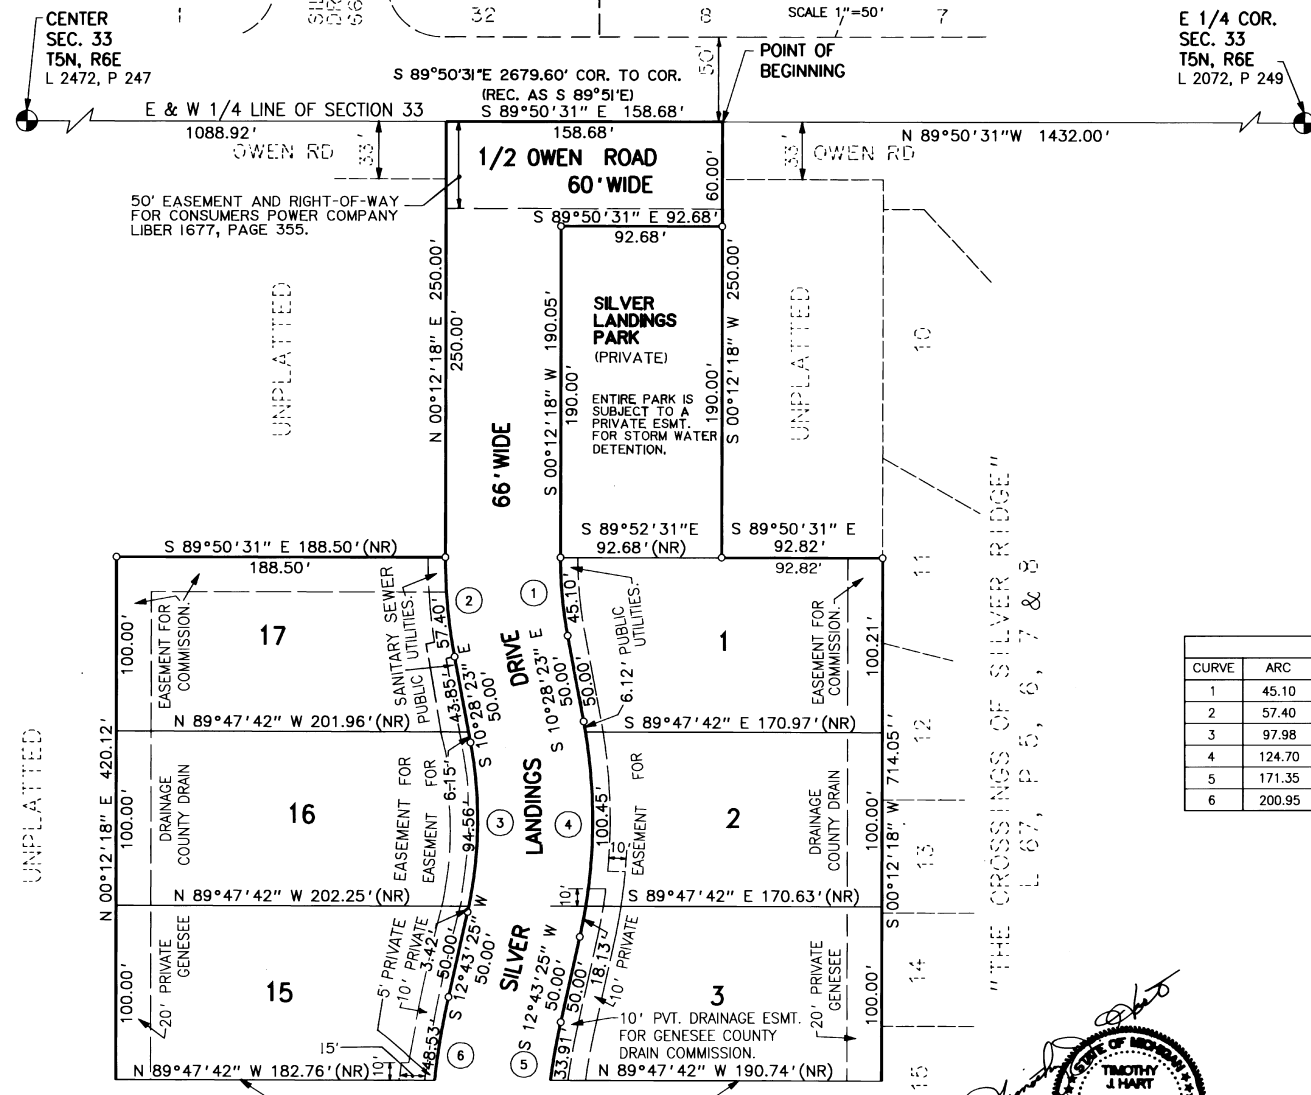 1 32 8 7
SCALE 1"=50'
CENTER
SEC. 33
T5N, R6E
L 2472, P 247
E 1/4 COR.
SEC. 33
T5N, R6E
L 2072, P 249
POINT OF
BEGINNING
50'
S 89°50'31"E 2679.60' COR. TO COR.
(REC. AS S 89°51'E)
E & W 1/4 LINE OF SECTION 33
S 89°50'31" E 158.68'
1088.92'
158.68'
N 89°50'31"W 1432.00'
OWEN RD
33'
33'
OWEN RD
1/2 OWEN ROAD
60'WIDE
60.00'
50' EASEMENT AND RIGHT-OF-WAY
FOR CONSUMERS POWER COMPANY
LIBER 1677, PAGE 355.
S 89°50'31" E 92.68'
92.68'
UNPLATTED
N 00°12'18" E 250.00'
250.00'
66'WIDE
S 00°12'18" W 190.05'
190.00'
SILVER
LANDINGS
PARK
(PRIVATE)
ENTIRE PARK IS
SUBJECT TO A
PRIVATE ESMT.
FOR STORM WATER
DETENTION.
190.00'
S 00°12'18" W 250.00'
UNPLATTED
10
S 89°50'31" E 188.50'(NR)
188.50'
S 89°52'31"E
92.68'(NR)
S 89°50'31" E
92.82'
92.82'
11
100.00'
EASEMENT FOR
COMMISSION.
17
SANITARY SEWER
PUBLIC UTILITIES.
57.40'
2
1
45.10'
6.12' PUBLIC
UTILITIES.
1
EASEMENT FOR
COMMISSION.
100.21'
43.85'
S 10°28'23" E
50.00'
DRIVE
S 10°28'23" E
50.00'
50.00'
N 89°47'42" W 201.96'(NR)
S 89°47'42" E 170.97'(NR)
12
UNPLATTED
N 00°12'18" E 420.12'
100.00'
DRAINAGE
COUNTY DRAIN
16
EASEMENT FOR
EASEMENT FOR
6.15'
94.56'
3
LANDINGS
4
100.45'
10'
EASEMENT FOR
2
DRAINAGE
COUNTY DRAIN
100.00'
S 00°12'18" W 714.05'
13
"THE CROSSINGS OF SILVER RIDGE"
L 67, P 5, 6, 7 & 8
N 89°47'42" W 202.25'(NR)
10'
S 89°47'42" E 170.63'(NR)
100.00'
20' PRIVATE
GENESEE
15
5' PRIVATE
10' PRIVATE
3.42'
50.00'
S 12°43'25" W
50.00'
SILVER
S 12°43'25" W
50.00'
50.00'
18.13'
10' PRIVATE
3
20' PRIVATE
GENESEE
100.00'
14
10' PVT. DRAINAGE ESMT.
FOR GENESEE COUNTY
DRAIN COMMISSION.
15'
10'
48.53'
6
5
33.91'
N 89°47'42" W 182.76'(NR)
N 89°47'42" W 190.74'(NR)
15
CURVE ARC
1 45.10
2 57.40
3 97.98
4 124.70
5 171.35
6 200.95
STATE OF MICHIGAN
TIMOTHY
J. HART